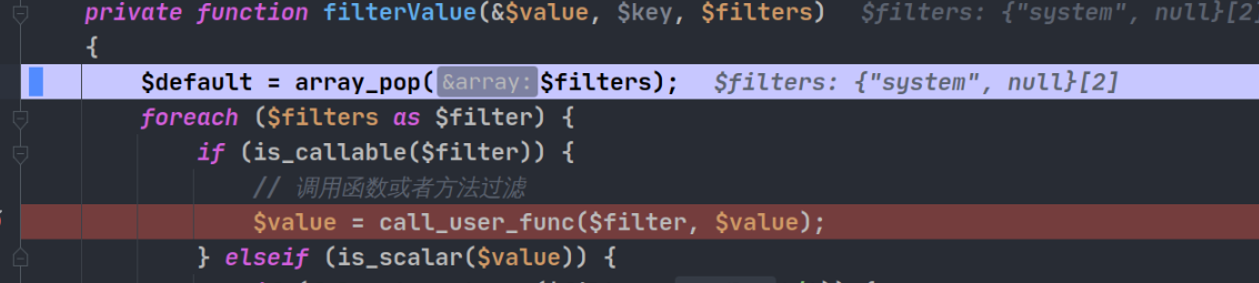 private function filterValue(&$value, $key, $filters) $filters: {"system", null}[2]
{
$default = array_pop(&array: $filters); $filters: {"system", null}[2]
foreach ($filters as $filter) {
if (is_callable($filter)) {
// 调用函数或者方法过滤
$value = call_user_func($filter, $value);
} elseif (is_scalar($value)) {